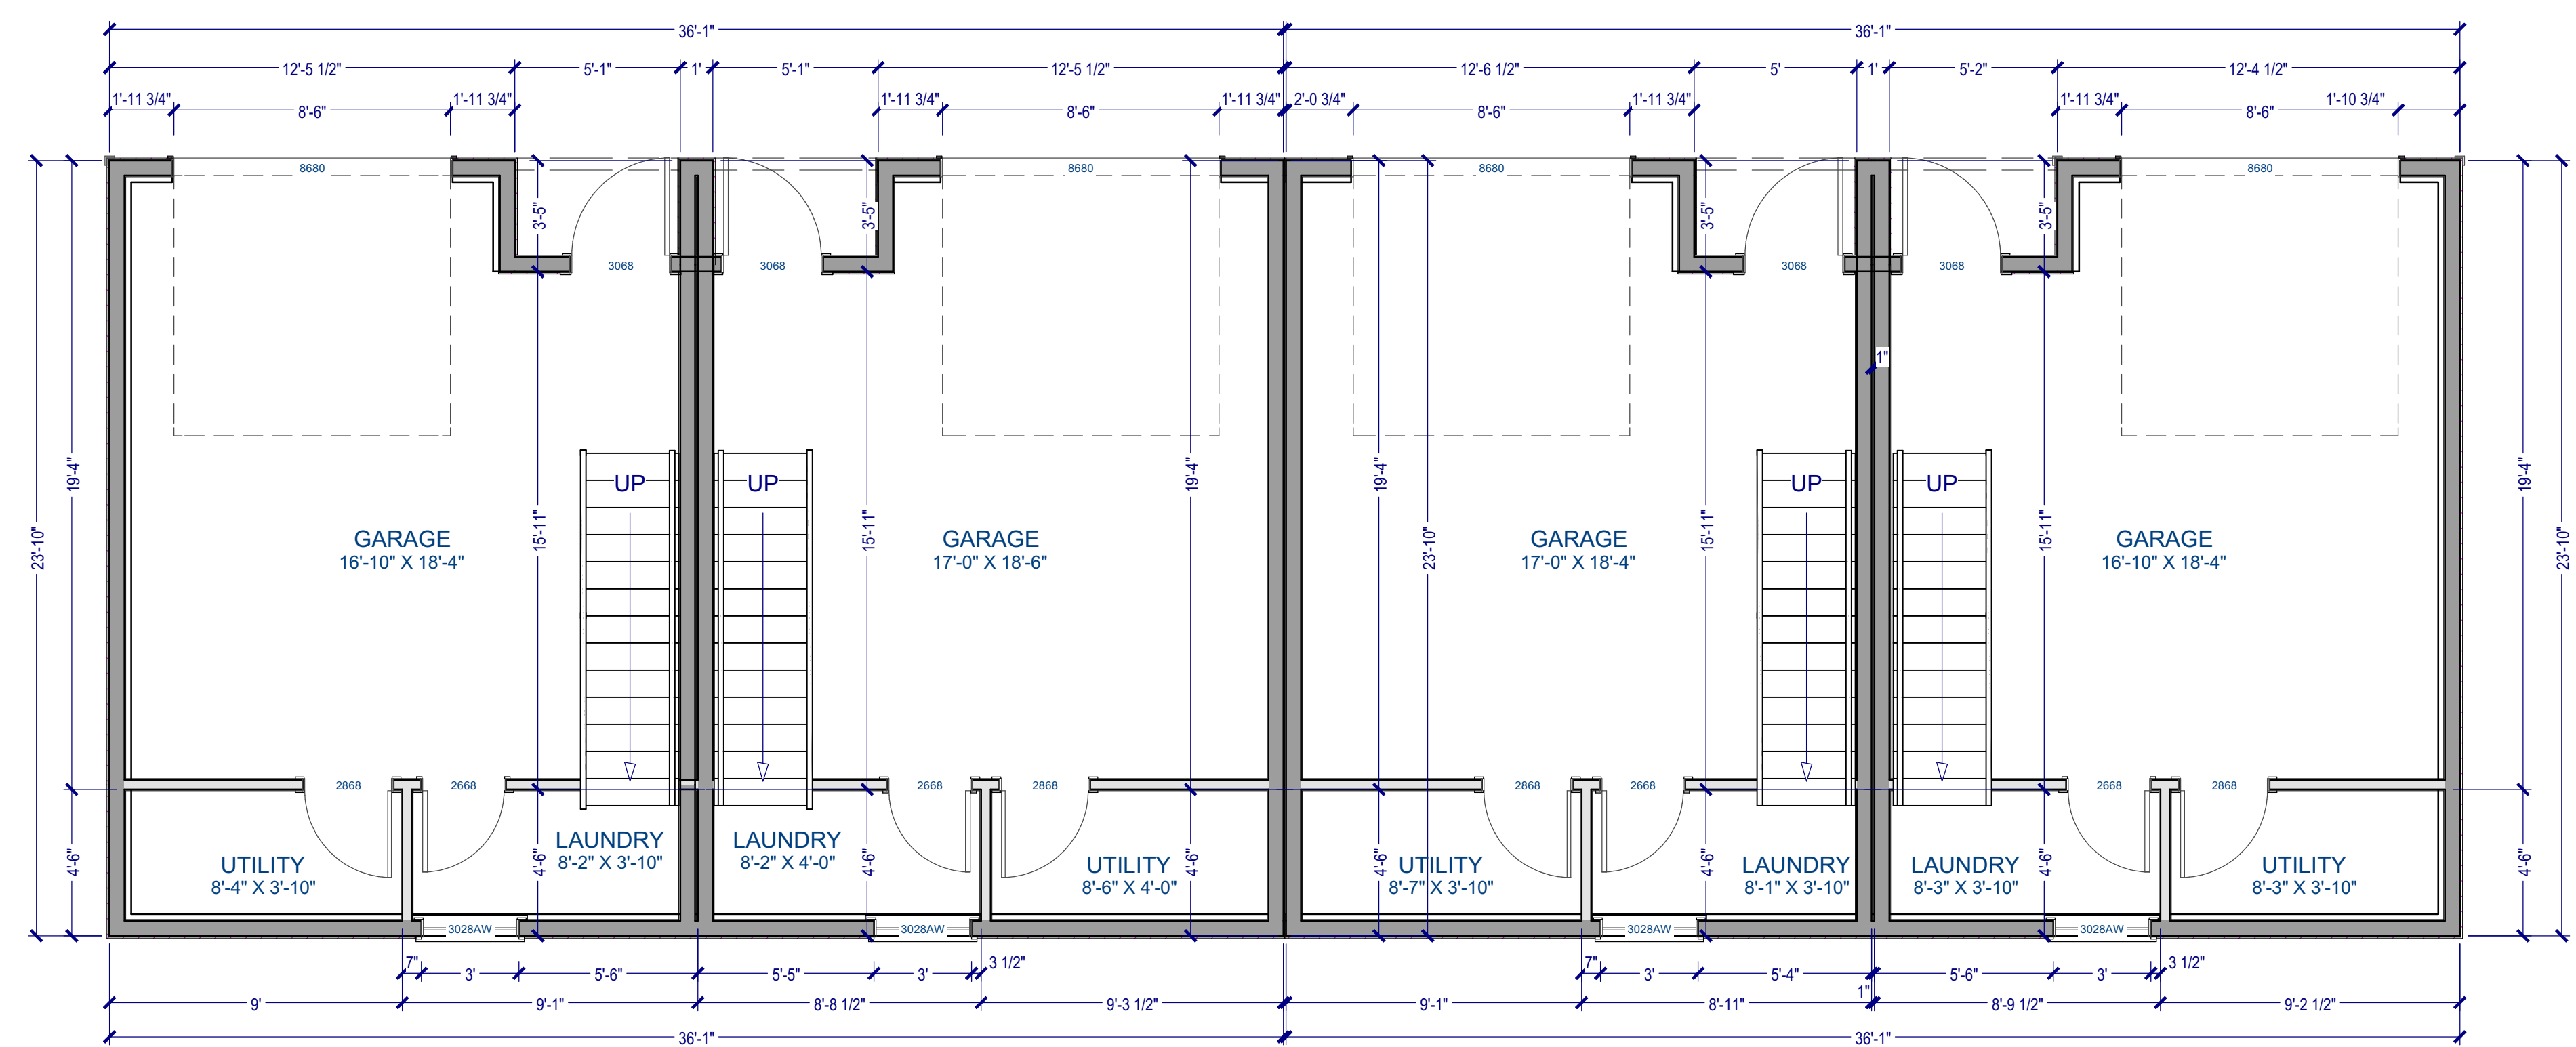 36'-1" 36'-1"
12'-5 1/2" 5'-1" 1' 5'-1" 12'-5 1/2" 12'-6 1/2" 5' 1' 5'-2" 12'-4 1/2"
1'-11 3/4" 8'-6" 1'-11 3/4" 1'-11 3/4" 8'-6" 1'-11 3/4" 2'-0 3/4" 8'-6" 1'-11 3/4" 1'-11 3/4" 8'-6" 1'-10 3/4"
8680 8680 8680 8680
3'-5" 3'-5" 3'-5" 3'-5"
3068 3068 3068 3068
1"
19'-4" 19'-4" 19'-4" 19'-4"
UP UP UP UP
23'-10" 15'-11" 15'-11" 23'-10" 15'-11" 15'-11" 23'-10"
GARAGE GARAGE GARAGE GARAGE
16'-10" X 18'-4" 17'-0" X 18'-6" 17'-0" X 18'-4" 16'-10" X 18'-4"
2868 2668 2668 2868 2868 2668 2668 2868
LAUNDRY LAUNDRY
8'-2" X 3'-10" 8'-2" X 4'-0"
4'-6" 4'-6" 4'-6" 4'-6" 4'-6" 4'-6" 4'-6" 4'-6"
UTILITY UTILITY UTILITY LAUNDRY LAUNDRY UTILITY
8'-4" X 3'-10" 8'-6" X 4'-0" 8'-7" X 3'-10" 8'-1" X 3'-10" 8'-3" X 3'-10" 8'-3" X 3'-10"
3028AW 3028AW 3028AW 3028AW
7" 3' 5'-6" 5'-5" 3' 3 1/2" 7" 3' 5'-4" 5'-6" 3' 3 1/2"
1"
9' 9'-1" 8'-8 1/2" 9'-3 1/2" 9'-1" 8'-11" 8'-9 1/2" 9'-2 1/2"
36'-1" 36'-1"